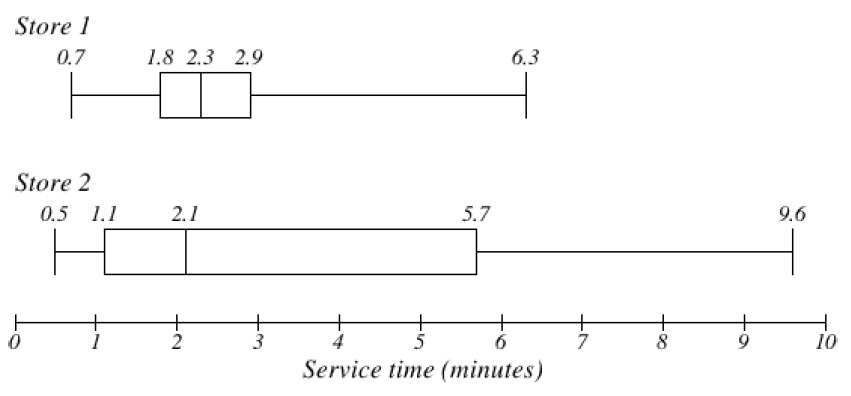 Store 1
0.7 1.8 2.3 2.9 6.3
Store 2
0.5 1.1 2.1 5.7 9.6
0 1 2 3 4 5 6 7 8 9 10
Service time (minutes)